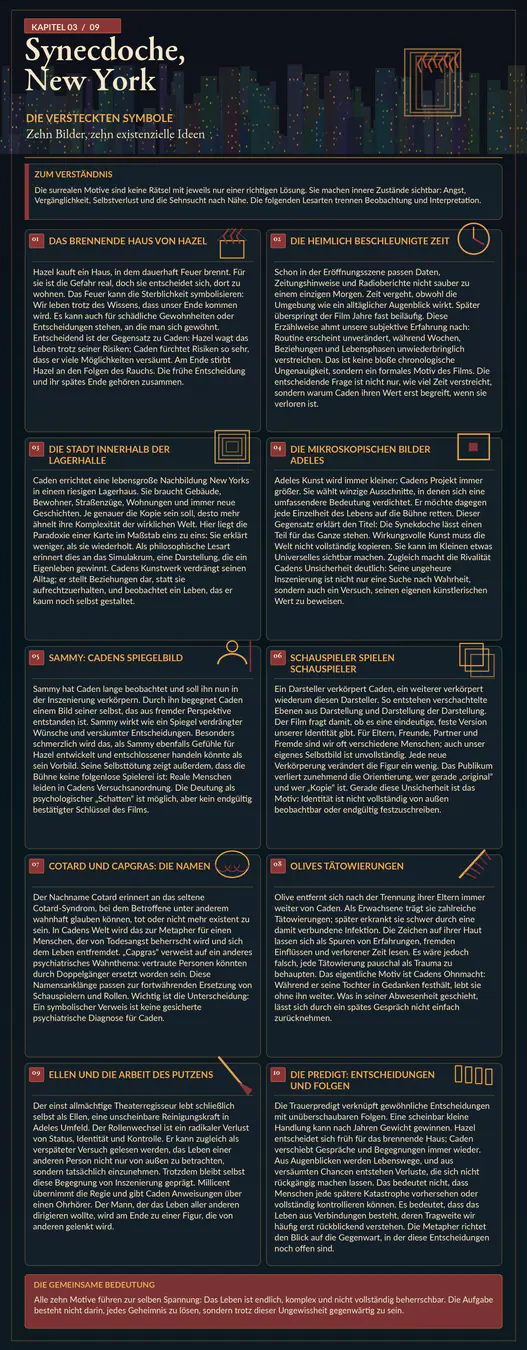 KAPITEL 03 / 09
Synecdoche,
New York
DIE VERSTECKTEN SYMBOLE
Zehn Bilder, zehn existenzielle Ideen
ZUM VERSTÄNDNIS
Die surrealen Motive sind keine Rätsel mit jeweils nur einer richtigen Lösung. Sie machen innere Zustände sichtbar: Angst,
Vergänglichkeit, Selbstverlust und die Sehnsucht nach Nähe. Die folgenden Lesarten trennen Beobachtung und Interpretation.
01 DAS BRENNENDE HAUS VON HAZEL
Hazel kauft ein Haus, in dem dauerhaft Feuer brennt. Für
sie ist die Gefahr real, doch sie entscheidet sich, dort zu
wohnen. Das Feuer kann die Sterblichkeit symbolisieren:
Wir leben trotz des Wissens, dass unser Ende kommen
wird. Es kann auch für schädliche Gewohnheiten oder
Entscheidungen stehen, an die man sich gewöhnt.
Entscheidend ist der Gegensatz zu Caden: Hazel wagt das
Leben trotz seiner Risiken; Caden fürchtet Risiken so sehr,
dass er viele Möglichkeiten versäumt. Am Ende stirbt
Hazel an den Folgen des Rauchs. Die frühe Entscheidung
und ihr spätes Ende gehören zusammen.
02 DIE HEIMLICH BESCHLEUNIGTE ZEIT
Schon in der Eröffnungsszene passen Daten,
Zeitungshinweise und Radioberichte nicht sauber zu
einem einzigen Morgen. Zeit vergeht, obwohl die
Umgebung wie ein alltäglicher Augenblick wirkt. Später
überspringt der Film Jahre fast beiläufig. Diese
Erzählweise ahmt unsere subjektive Erfahrung nach:
Routine erscheint unverändert, während Wochen,
Beziehungen und Lebensphasen unwiederbringlich
verstreichen. Das ist keine bloße chronologische
Ungenauigkeit, sondern ein formales Motiv des Films. Die
entscheidende Frage ist nicht nur, wie viel Zeit verstreicht,
sondern warum Caden ihren Wert erst begreift, wenn sie
verloren ist.
03 DIE STADT INNERHALB DER
LAGERHALLE
Caden errichtet eine lebensgroße Nachbildung New Yorks
in einem riesigen Lagerhaus. Sie braucht Gebäude,
Bewohner, Straßenzüge, Wohnungen und immer neue
Geschichten. Je genauer die Kopie sein soll, desto mehr
ähnelt ihre Komplexität der wirklichen Welt. Hier liegt die
Paradoxie einer Karte im Maßstab eins zu eins: Sie erklärt
weniger, als sie wiederholt. Als philosophische Lesart
erinnert dies an das Simulakrum, eine Darstellung, die ein
Eigenleben gewinnt. Cadens Kunstwerk verdrängt seinen
Alltag; er stellt Beziehungen dar, statt sie
aufrechtzuerhalten, und beobachtet ein Leben, das er
kaum noch selbst gestaltet.
04 DIE MIKROSKOPISCHEN BILDER
ADELES
Adeles Kunst wird immer kleiner; Cadens Projekt immer
größer. Sie wählt winzige Ausschnitte, in denen sich eine
umfassendere Bedeutung verdichtet. Er möchte dagegen
jede Einzelheit des Lebens auf die Bühne retten. Dieser
Gegensatz erklärt den Titel: Die Synekdoche lässt einen
Teil für das Ganze stehen. Wirkungsvolle Kunst muss die
Welt nicht vollständig kopieren. Sie kann im Kleinen etwas
Universelles sichtbar machen. Zugleich macht die Rivalität
Cadens Unsicherheit deutlich: Seine ungeheure
Inszenierung ist nicht nur eine Suche nach Wahrheit,
sondern auch ein Versuch, seinen eigenen künstlerischen
Wert zu beweisen.
05 SAMMY: CADENS SPIEGELBILD
Sammy hat Caden lange beobachtet und soll ihn nun in
der Inszenierung verkörpern. Durch ihn begegnet Caden
einem Bild seiner selbst, das aus fremder Perspektive
entstanden ist. Sammy wirkt wie ein Spiegel verdrängter
Wünsche und versäumter Entscheidungen. Besonders
schmerzlich wird das, als Sammy ebenfalls Gefühle für
Hazel entwickelt und entschlossener handeln könnte als
sein Vorbild. Seine Selbsttötung zeigt außerdem, dass die
Bühne keine folgenlose Spielerei ist: Reale Menschen
leiden in Cadens Versuchsanordnung. Die Deutung als
psychologischer „Schatten“ ist möglich, aber kein endgültig
bestätigter Schlüssel des Films.
06 SCHAUSPIELER SPIELEN
SCHAUSPIELER
Ein Darsteller verkörpert Caden, ein weiterer verkörpert
wiederum diesen Darsteller. So entstehen verschachtelte
Ebenen aus Darstellung und Darstellung der Darstellung.
Der Film fragt damit, ob es eine eindeutige, feste Version
unserer Identität gibt. Für Eltern, Freunde, Partner und
Fremde sind wir oft verschiedene Menschen; auch unser
eigenes Selbstbild ist unvollständig. Jede neue
Verkörperung verändert die Figur ein wenig. Das Publikum
verliert zunehmend die Orientierung, wer gerade „original“
und wer „Kopie“ ist. Gerade diese Unsicherheit ist das
Motiv: Identität ist nicht vollständig von außen
beobachtbar oder endgültig festzuschreiben.
07 COTARD UND CAPGRAS: DIE NAMEN
Der Nachname Cotard erinnert an das seltene
Cotard-Syndrom, bei dem Betroffene unter anderem
wahnhaft glauben können, tot oder nicht mehr existent zu
sein. In Cadens Welt wird das zur Metapher für einen
Menschen, der von Todesangst beherrscht wird und sich
dem Leben entfremdet. „Capgras“ verweist auf ein anderes
psychiatrisches Wahnthema: vertraute Personen könnten
durch Doppelgänger ersetzt worden sein. Diese
Namensanklänge passen zur fortwährenden Ersetzung von
Schauspielern und Rollen. Wichtig ist die Unterscheidung:
Ein symbolischer Verweis ist keine gesicherte
psychiatrische Diagnose für Caden.
08 OLIVES TÄTOWIERUNGEN
Olive entfernt sich nach der Trennung ihrer Eltern immer
weiter von Caden. Als Erwachsene trägt sie zahlreiche
Tätowierungen; später erkrankt sie schwer durch eine
damit verbundene Infektion. Die Zeichen auf ihrer Haut
lassen sich als Spuren von Erfahrungen, fremden
Einflüssen und verlorener Zeit lesen. Es wäre jedoch
falsch, jede Tätowierung pauschal als Trauma zu
behaupten. Das eigentliche Motiv ist Cadens Ohnmacht:
Während er seine Tochter in Gedanken festhält, lebt sie
ohne ihn weiter. Was in seiner Abwesenheit geschieht,
lässt sich durch ein spätes Gespräch nicht einfach
zurücknehmen.
09 ELLEN UND DIE ARBEIT DES PUTZENS
Der einst allmächtige Theaterregisseur lebt schließlich
selbst als Ellen, eine unscheinbare Reinigungskraft in
Adeles Umfeld. Der Rollenwechsel ist ein radikaler Verlust
von Status, Identität und Kontrolle. Er kann zugleich als
verspäteter Versuch gelesen werden, das Leben einer
anderen Person nicht nur von außen zu betrachten,
sondern tatsächlich einzunehmen. Trotzdem bleibt selbst
diese Begegnung von Inszenierung geprägt. Millicent
übernimmt die Regie und gibt Caden Anweisungen über
einen Ohrhörer. Der Mann, der das Leben aller anderen
dirigieren wollte, wird am Ende zu einer Figur, die von
anderen gelenkt wird.
10 DIE PREDIGT: ENTSCHEIDUNGEN
UND FOLGEN
Die Trauerpredigt verknüpft gewöhnliche Entscheidungen
mit unüberschaubaren Folgen. Eine scheinbar kleine
Handlung kann nach Jahren Gewicht gewinnen. Hazel
entscheidet sich früh für das brennende Haus; Caden
verschiebt Gespräche und Begegnungen immer wieder.
Aus Augenblicken werden Lebenswege, und aus
versäumten Chancen entstehen Verluste, die sich nicht
rückgängig machen lassen. Das bedeutet nicht, dass
Menschen jede spätere Katastrophe vorhersehen oder
vollständig kontrollieren können. Es bedeutet, dass das
Leben aus Verbindungen besteht, deren Tragweite wir
häufig erst rückblickend verstehen. Die Metapher richtet
den Blick auf die Gegenwart, in der diese Entscheidungen
noch offen sind.
DIE GEMEINSAME BEDEUTUNG
Alle zehn Motive führen zur selben Spannung: Das Leben ist endlich, komplex und nicht vollständig beherrschbar. Die Aufgabe
besteht nicht darin, jedes Geheimnis zu lösen, sondern trotz dieser Ungewissheit gegenwärtig zu sein.